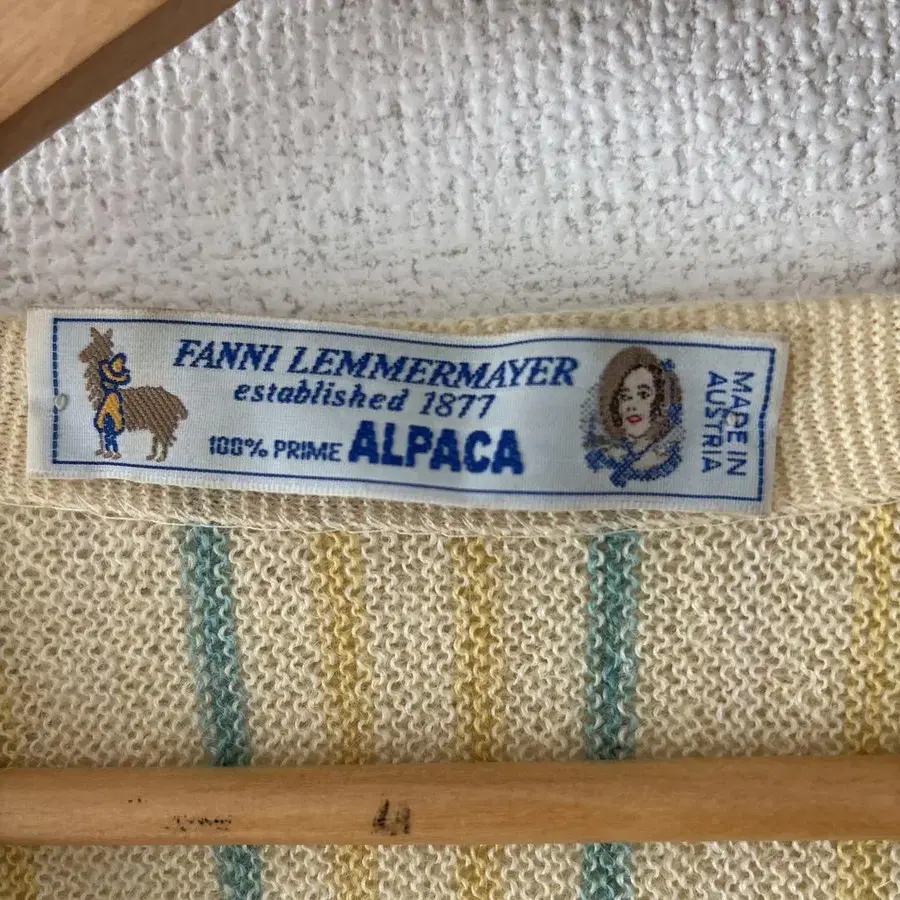 FANNI LEMMERMAYER
established 1877
100% PRIME ALPACA
MADE IN
AUSTRIA